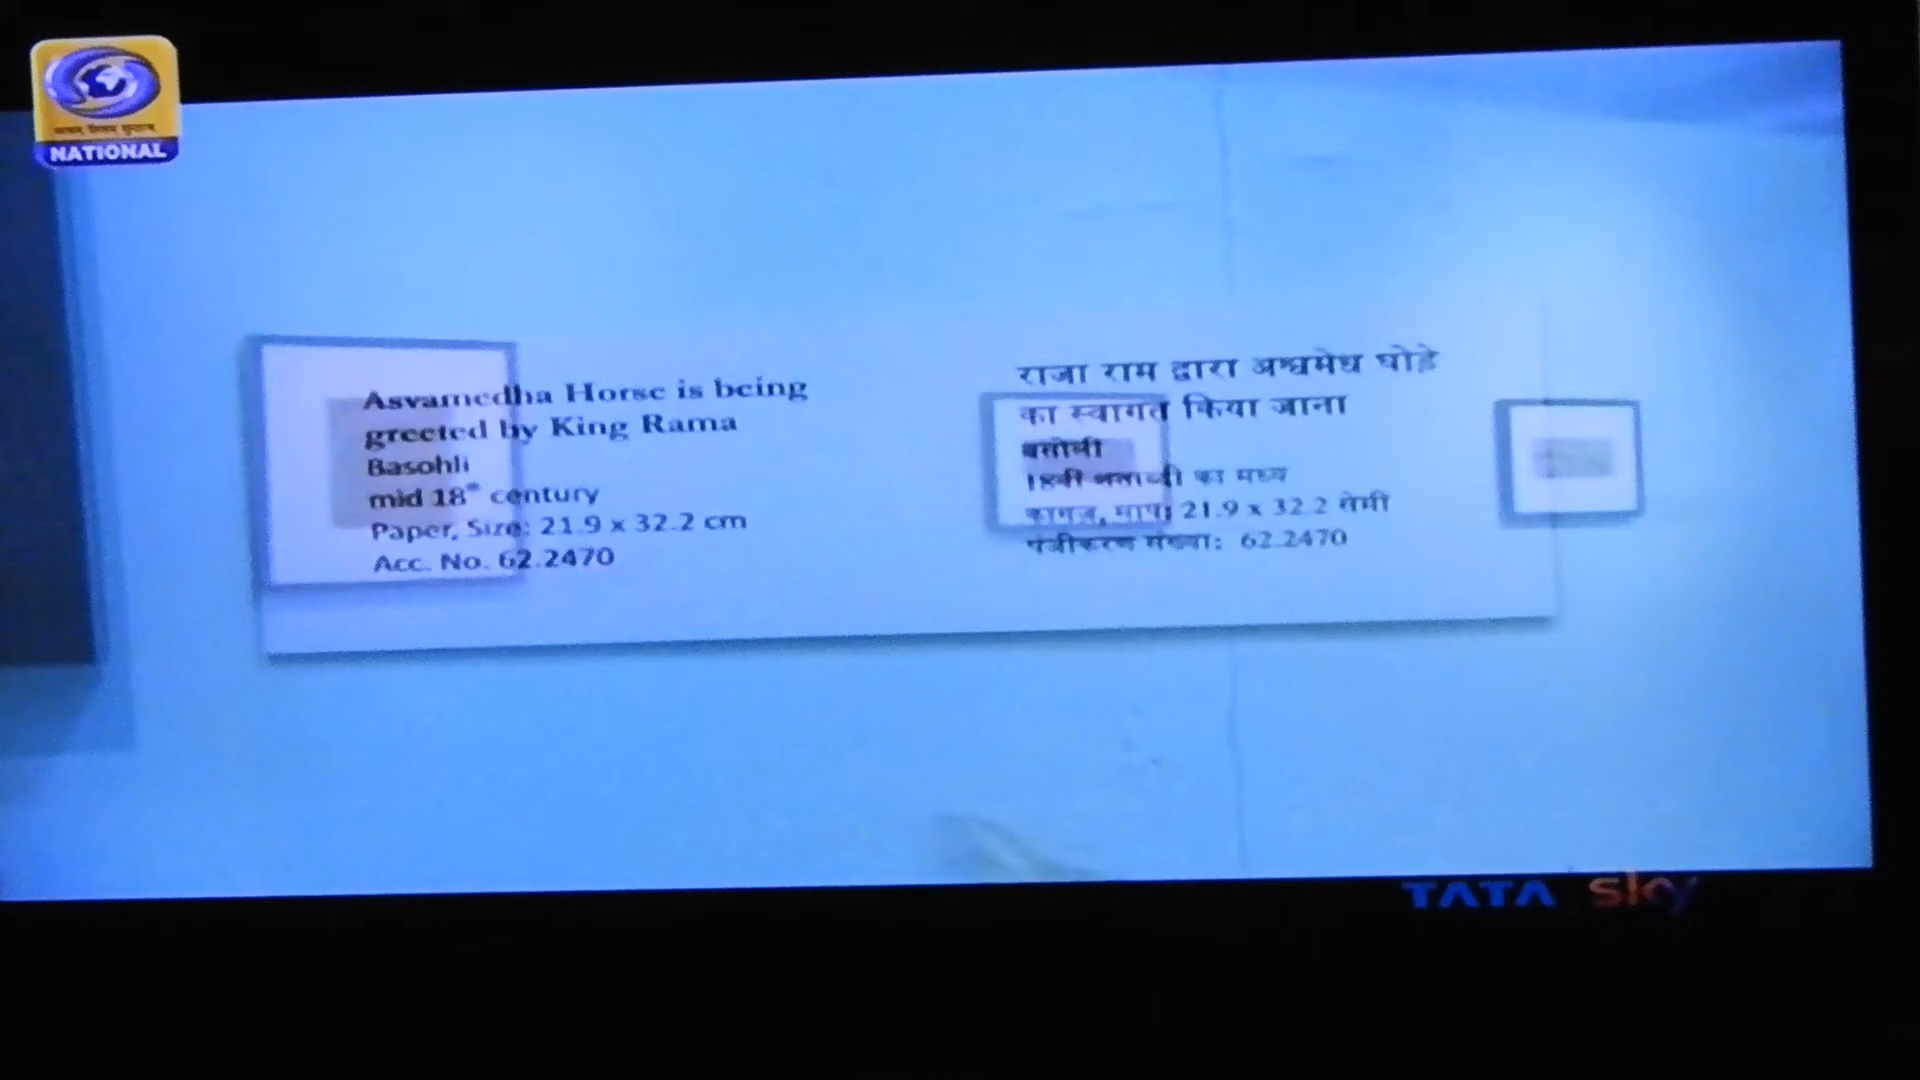 NATIONAL
Asvamedha Horse is being
greeted by King Rama
Basohli
mid 18th century
Paper, Size: 21.9 x 32.2 cm
Acc. No. 62.2470
राजा राम द्वारा अश्वमेध घोड़े
का स्वागत किया जाना
बसोली
18वीं शताब्दी का मध्य
कागज, माप: 21.9 x 32.2 सेमी
पंजीकरण संख्या: 62.2470
TATA sky